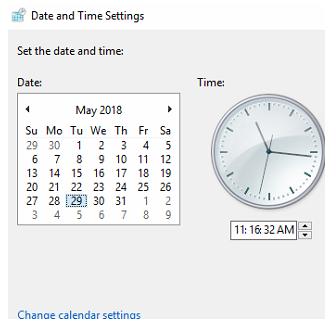 Date and Time Settings
Set the date and time:
Date:
Time:
May 2018
Su Mo Tu We Th Fr Sa
29 30 1 2 3 4 5
6 7 8 9 10 11 12
13 14 15 16 17 18 19
20 21 22 23 24 25 26
27 28 29 30 31 1 2
3 4 5 6 7 8 9
11:16:32 AM
Change calendar settings